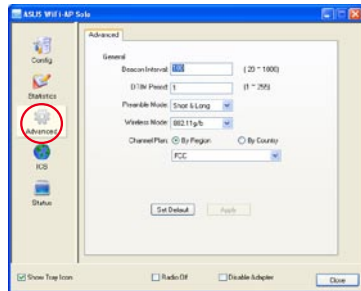 ASUS WiFi-AP Solo
Config
Statistics
Advanced
ICS
Status
Advanced
General
Beacon Interval: 100 (20 ~ 1000)
DTIM Period: 1 (1 ~ 255)
Preamble Mode: Short & Long
Wireless Mode: 802.11g/b
Channel Plan: By Region By Country
FCC
Set Default Apply
Show Tray Icon Radio Off Disable Adapter Close